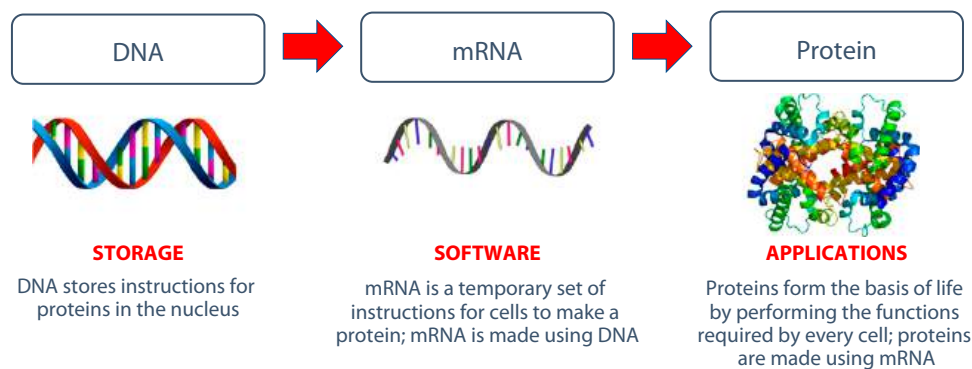 DNA
mRNA
Protein
STORAGE
DNA stores instructions for
proteins in the nucleus
SOFTWARE
mRNA is a temporary set of
instructions for cells to make a
protein; mRNA is made using DNA
APPLICATIONS
Proteins form the basis of life
by performing the functions
required by every cell; proteins
are made using mRNA